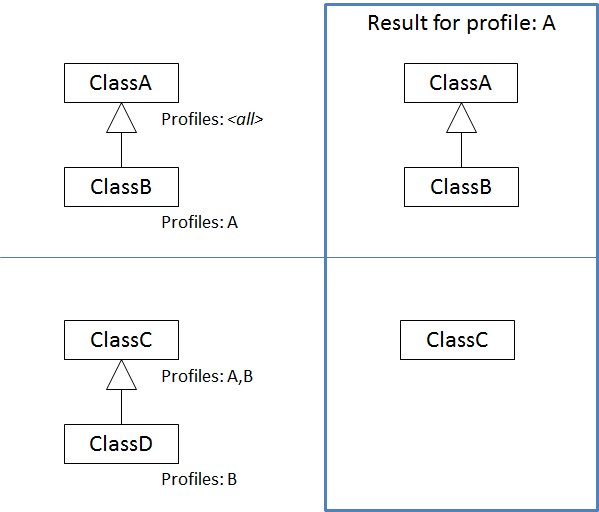 Result for profile: A
ClassA
ClassA
Profiles: <all>
ClassB
ClassB
Profiles: A
ClassC
ClassC
Profiles: A,B
ClassD
Profiles: B